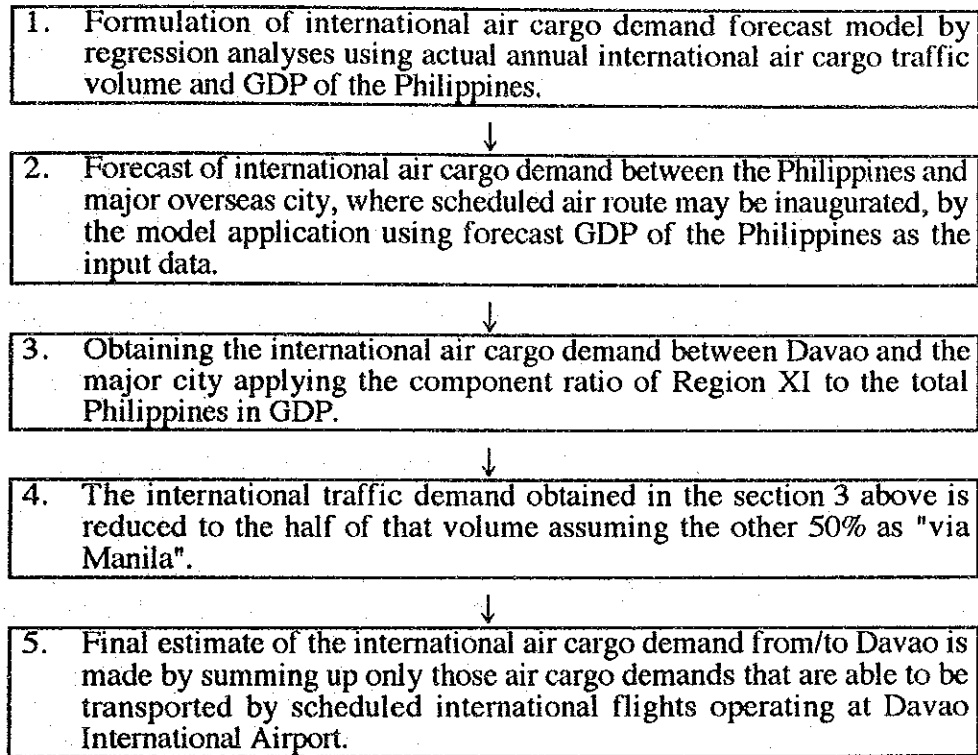 1. Formulation of international air cargo demand forecast model by
regression analyses using actual annual international air cargo traffic
volume and GDP of the Philippines.
↓
2. Forecast of international air cargo demand between the Philippines and
major overseas city, where scheduled air route may be inaugurated, by
the model application using forecast GDP of the Philippines as the
input data.
↓
3. Obtaining the international air cargo demand between Davao and the
major city applying the component ratio of Region XI to the total
Philippines in GDP.
↓
4. The international traffic demand obtained in the section 3 above is
reduced to the half of that volume assuming the other 50% as "via
Manila".
↓
5. Final estimate of the international air cargo demand from/to Davao is
made by summing up only those air cargo demands that are able to be
transported by scheduled international flights operating at Davao
International Airport.